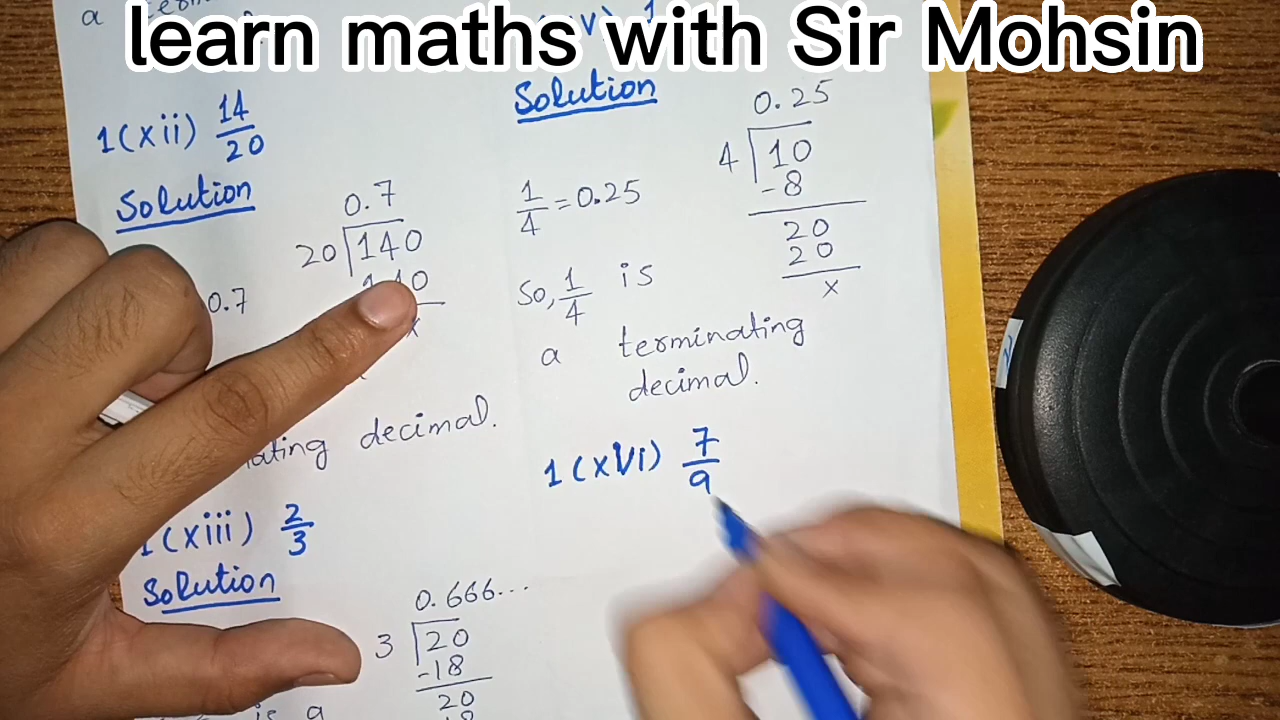 learn maths with Sir Mohsin
a
1(xii) 14/20
Solution
0.7
20 140
0.7
x
ating decimal.
1(xiii) 2/3
Solution
0.666...
3 20
-18
20
is a
Solution
0.25
4 10
-8
20
20
x
1/4 = 0.25
So, 1/4 is
a terminating
decimal.
1(xvi) 7/9